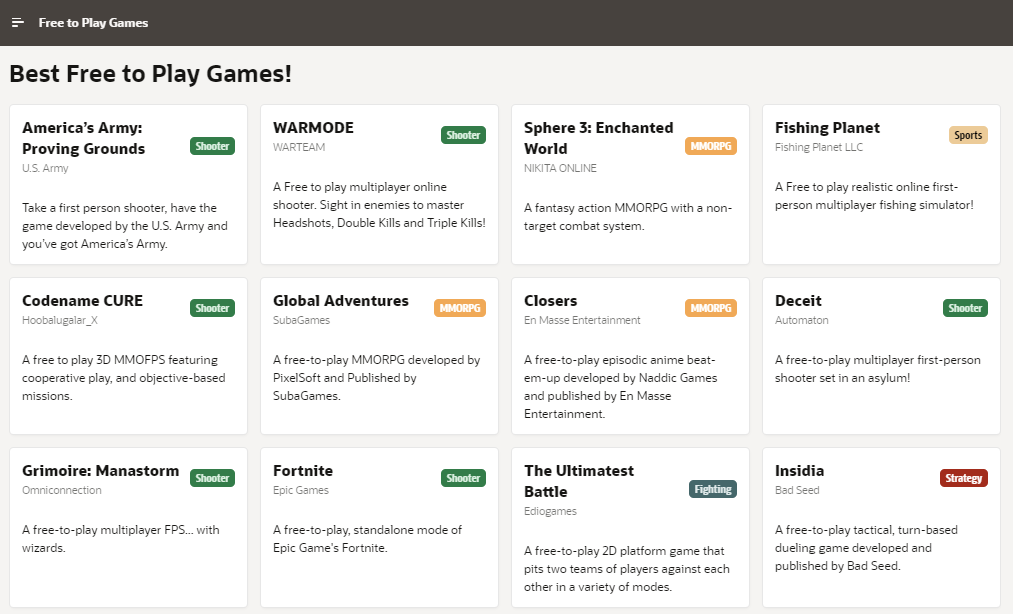 Free to Play Games
Best Free to Play Games!
America's Army:
Proving Grounds
Shooter
U.S. Army
Take a first person shooter, have the
game developed by the U.S. Army and
you've got America's Army.
WARMODE
Shooter
WARTEAM
A Free to play multiplayer online
shooter. Sight in enemies to master
Headshots, Double Kills and Triple Kills!
Sphere 3: Enchanted
World
MMORPG
NIKITA ONLINE
A fantasy action MMORPG with a non-
target combat system.
Fishing Planet
Sports
Fishing Planet LLC
A Free to play realistic online first-
person multiplayer fishing simulator!
Codename CURE
Shooter
Hoobalugalar_X
A free to play 3D MMOFPS featuring
cooperative play, and objective-based
missions.
Global Adventures
MMORPG
SubaGames
A free-to-play MMORPG developed by
PixelSoft and Published by
SubaGames.
Closers
MMORPG
En Masse Entertainment
A free-to-play episodic anime beat-
em-up developed by Naddic Games
and published by En Masse
Entertainment.
Deceit
Shooter
Automaton
A free-to-play multiplayer first-person
shooter set in an asylum!
Grimoire: Manastorm
Shooter
Omniconnection
A free-to-play multiplayer FPS... with
wizards.
Fortnite
Shooter
Epic Games
A free-to-play, standalone mode of
Epic Game's Fortnite.
The Ultimatest
Battle
Fighting
Ediogames
A free-to-play 2D platform game that
pits two teams of players against each
other in a variety of modes.
Insidia
Strategy
Bad Seed
A free-to-play tactical, turn-based
dueling game developed and
published by Bad Seed.